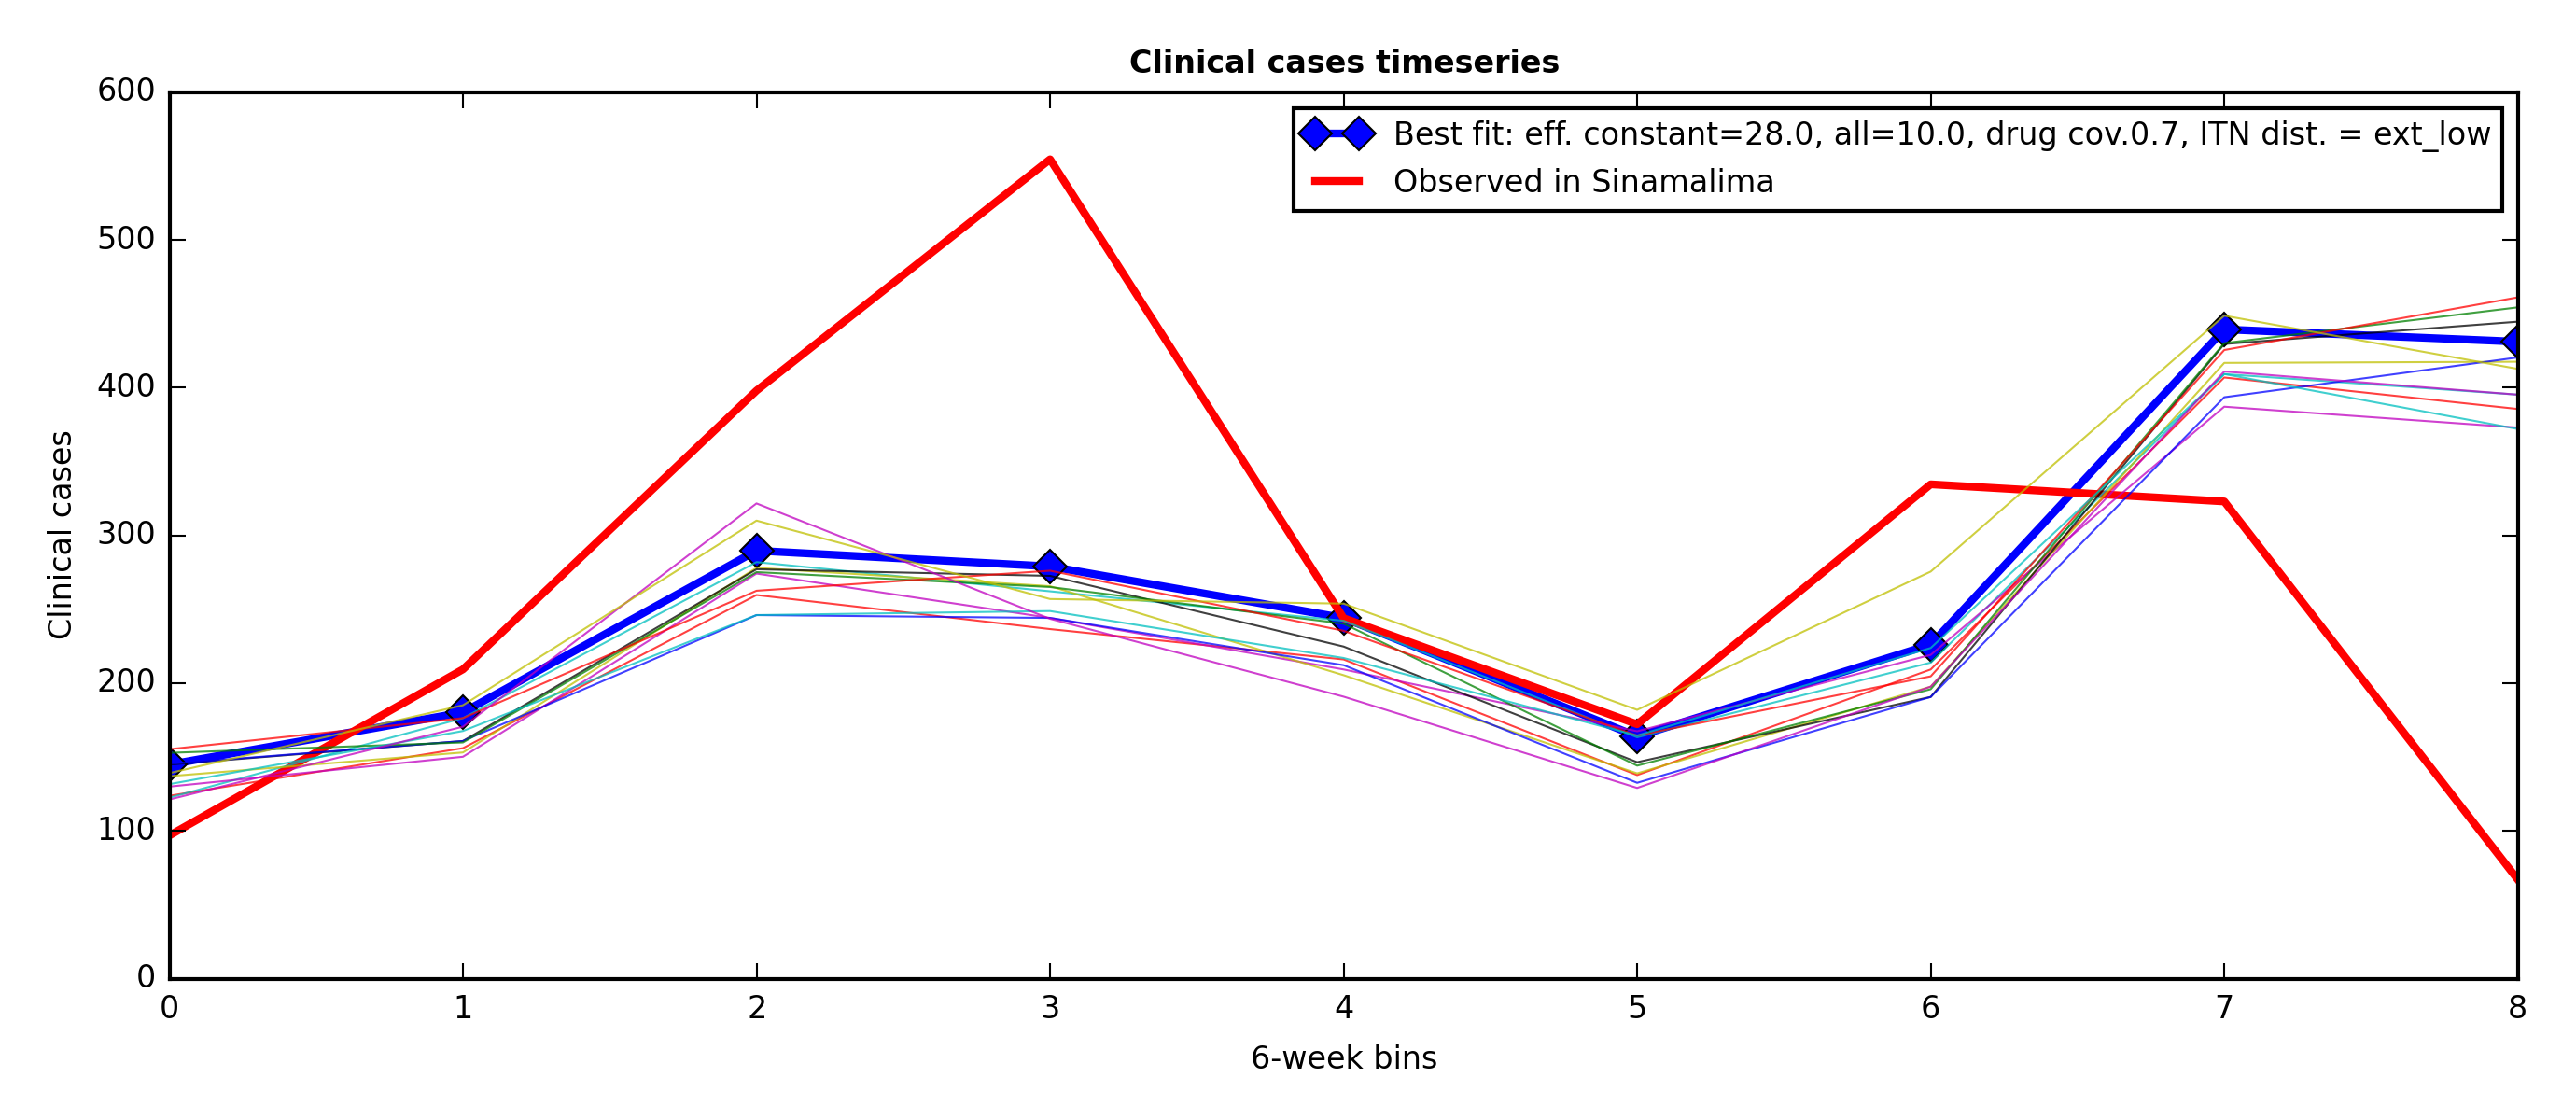 Clinical cases timeseries
600
500
400
300
200
100
0
Clinical cases
Best fit: eff. constant=28.0, all=10.0, drug cov.0.7, ITN dist. = ext_low
Observed in Sinamalima
0 1 2 3 4 5 6 7 8
6-week bins